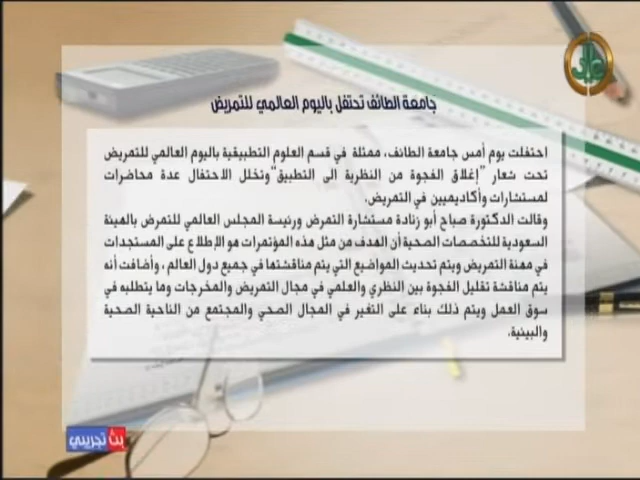 جامعة الطائف تحتفل باليوم العالمي للتمريض
احتفلت يوم أمس جامعة الطائف، ممثلة في قسم العلوم التطبيقية باليوم العالمي للتمريض
تحت شعار "إغلاق الفجوة من النظرية الى التطبيق"وتخلل الاحتفال عدة محاضرات
لمستشارات وأكاديميين في التمريض.
وقالت الدكتورة صباح أبو زنادة مستشارة التمرض ورئيسة المجلس العالمي للتمرض بالهيئة
السعودية للتخصصات الصحية أن الهدف من مثل هذه المؤتمرات هو الإطلاع على المستجدات
في مهنة التمريض ويتم تحديث المواضيع التي يتم مناقشتها في جميع دول العالم ، وأضافت أنه
يتم مناقشة تقليل الفجوة بين النظري والعلمي في مجال التمريض والمخرجات وما يتطلبه في
سوق العمل ويتم ذلك بناء على التغير في المجال الصحي والمجتمع من الناحية الصحية
والبيئية.
بث تجريبي